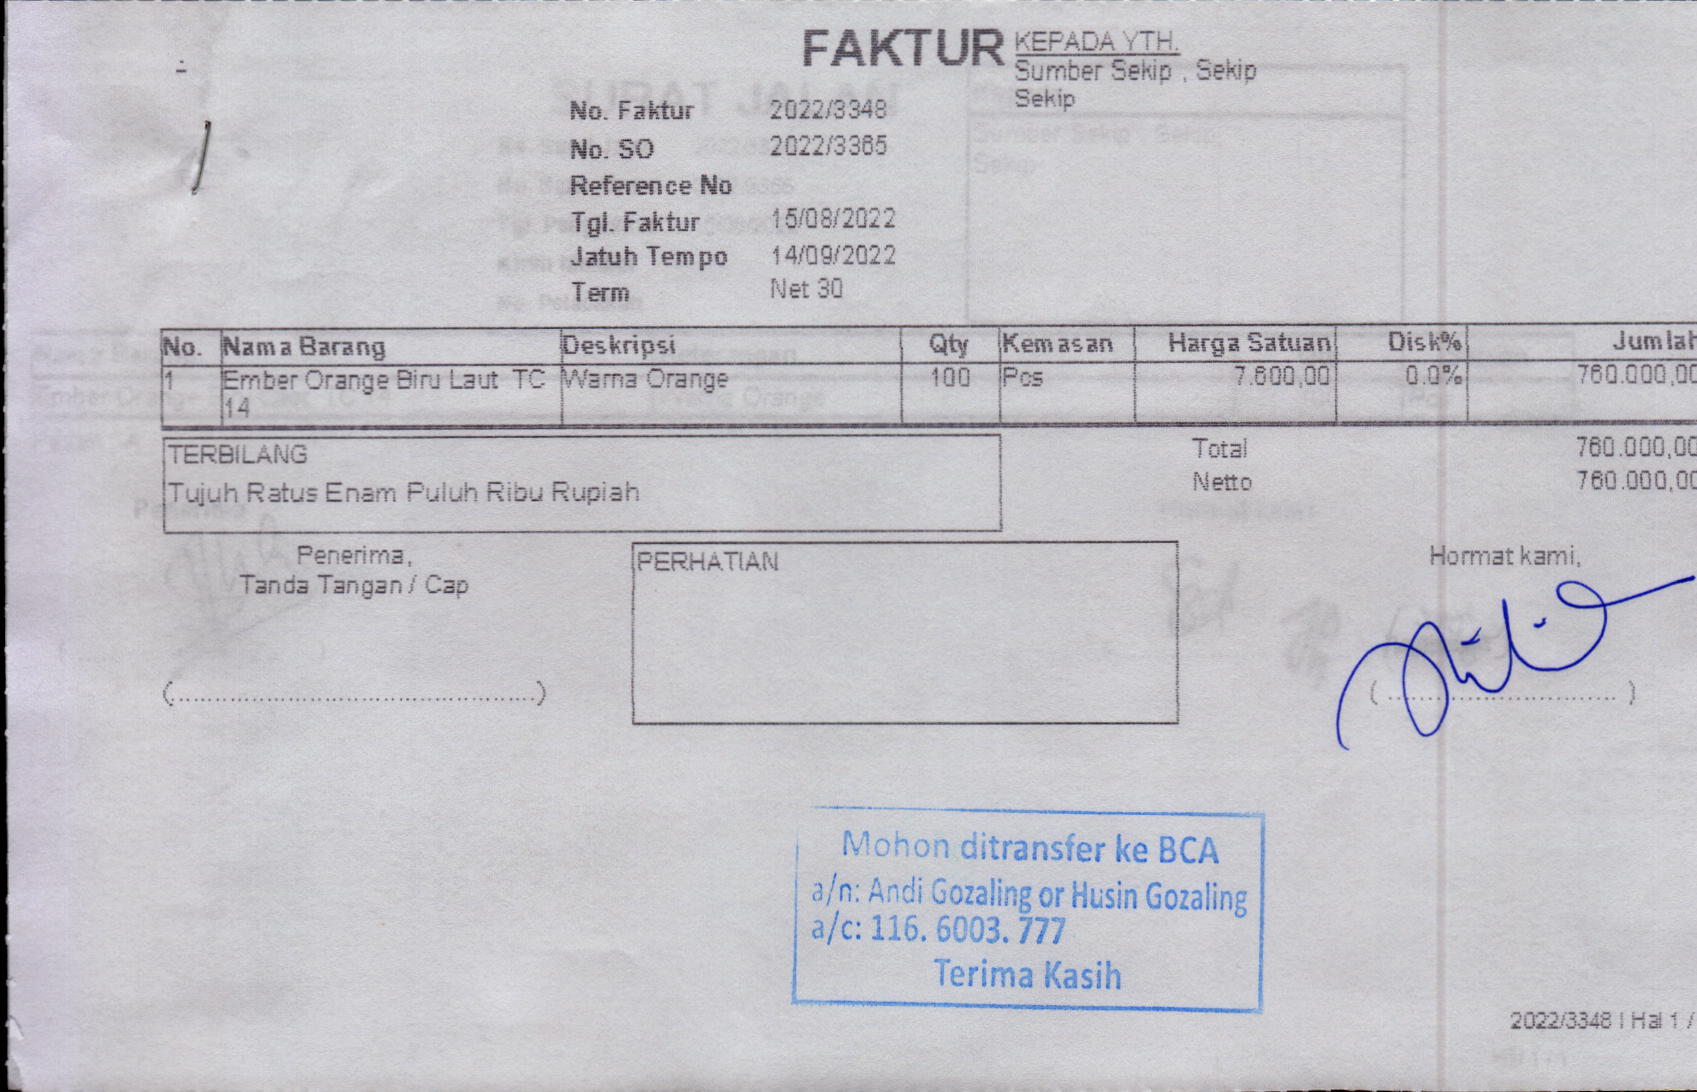 FAKTUR
KEPADA YTH.
Sumber Sekip , Sekip
Sekip
No. Faktur 2022/3348
No. SO 2022/3365
Reference No
Tgl. Faktur 15/08/2022
Jatuh Tempo 14/09/2022
Term Net 30
No. Nama Barang Deskripsi Qty Kemasan Harga Satuan Disk% Jumlah
1 Ember Orange Biru Laut TC Warna Orange 100 Pcs 7.600,00 0.0% 760.000,00
14
TERBILANG
Tujuh Ratus Enam Puluh Ribu Rupiah
Total 760.000,00
Netto 760.000,00
Penerima,
Tanda Tangan / Cap
(......................................)
PERHATIAN
Hormat kami,
(......................................)
Mohon ditransfer ke BCA
a/n: Andi Gozaling or Husin Gozaling
a/c: 116. 6003. 777
Terima Kasih
2022/3348 | Hal 1 /